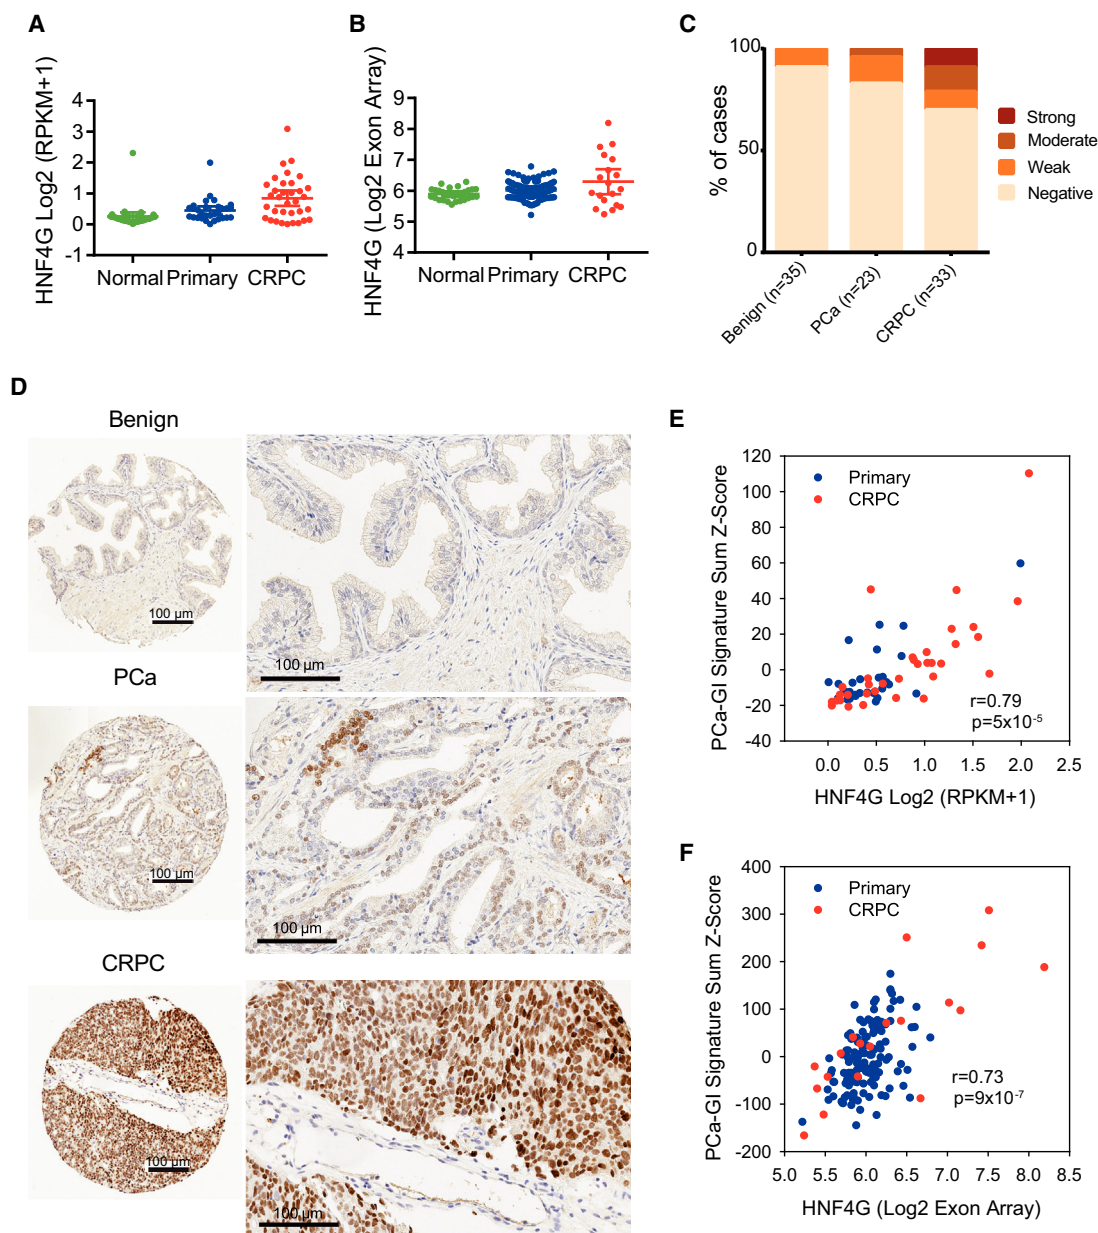 A
HNF4G Log2 (RPKM+1)
4
3
2
1
0
-1
Normal Primary CRPC
B
HNF4G (Log2 Exon Array)
9
8
7
6
5
4
Normal Primary CRPC
C
% of cases
100
50
0
Benign (n=35)
PCa (n=23)
CRPC (n=33)
Strong
Moderate
Weak
Negative
D
Benign
100 µm
100 µm
PCa
100 µm
100 µm
CRPC
100 µm
100 µm
E
PCa-GI Signature Sum Z-Score
120
100
80
60
40
20
0
-20
-40
Primary
CRPC
r=0.79
p=5x10⁻⁵
0.0 0.5 1.0 1.5 2.0 2.5
HNF4G Log2 (RPKM+1)
F
PCa-GI Signature Sum Z-Score
400
300
200
100
0
-100
-200
Primary
CRPC
r=0.73
p=9x10⁻⁷
5.0 5.5 6.0 6.5 7.0 7.5 8.0 8.5
HNF4G (Log2 Exon Array)